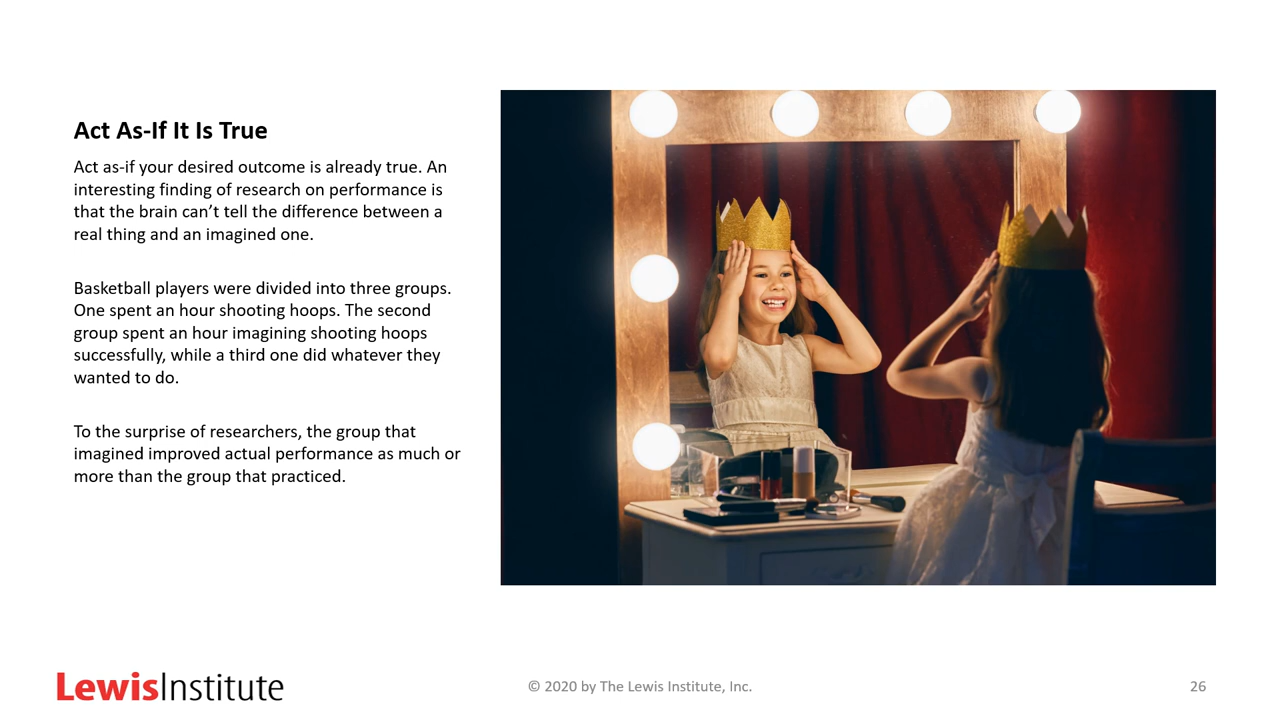 Act As-If It Is True
Act as-if your desired outcome is already true. An
interesting finding of research on performance is
that the brain can’t tell the difference between a
real thing and an imagined one.
Basketball players were divided into three groups.
One spent an hour shooting hoops. The second
group spent an hour imagining shooting hoops
successfully, while a third one did whatever they
wanted to do.
To the surprise of researchers, the group that
imagined improved actual performance as much or
more than the group that practiced.
LewisInstitute
© 2020 by The Lewis Institute, Inc.
26